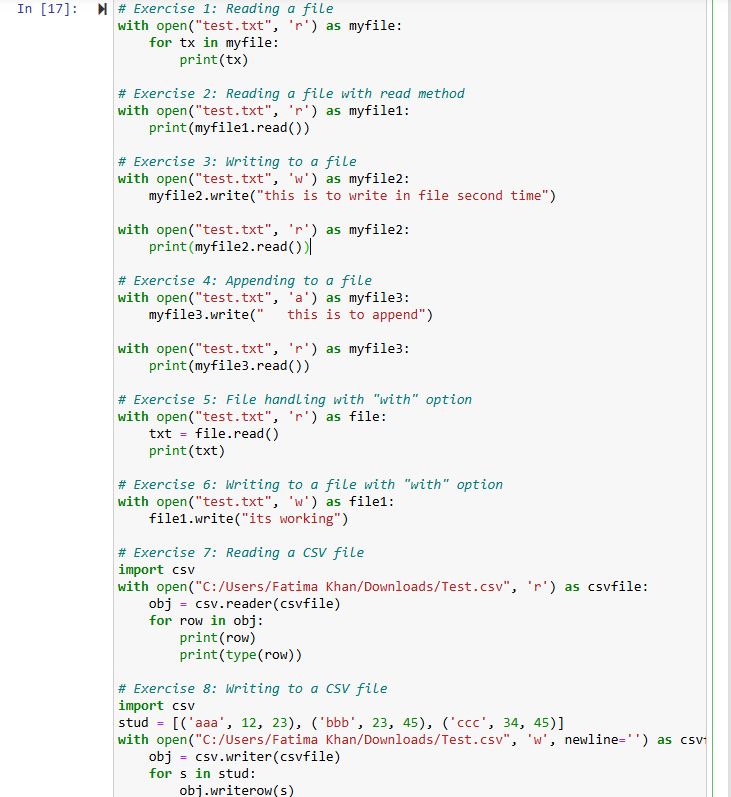 In [17]:
# Exercise 1: Reading a file
with open("test.txt", 'r') as myfile:
    for tx in myfile:
        print(tx)

# Exercise 2: Reading a file with read method
with open("test.txt", 'r') as myfile1:
    print(myfile1.read())

# Exercise 3: Writing to a file
with open("test.txt", 'w') as myfile2:
    myfile2.write("this is to write in file second time")

with open("test.txt", 'r') as myfile2:
    print(myfile2.read())

# Exercise 4: Appending to a file
with open("test.txt", 'a') as myfile3:
    myfile3.write("   this is to append")

with open("test.txt", 'r') as myfile3:
    print(myfile3.read())

# Exercise 5: File handling with "with" option
with open("test.txt", 'r') as file:
    txt = file.read()
    print(txt)

# Exercise 6: Writing to a file with "with" option
with open("test.txt", 'w') as file1:
    file1.write("its working")

# Exercise 7: Reading a CSV file
import csv
with open("C:/Users/Fatima Khan/Downloads/Test.csv", 'r') as csvfile:
    obj = csv.reader(csvfile)
    for row in obj:
        print(row)
        print(type(row))

# Exercise 8: Writing to a CSV file
import csv
stud = [('aaa', 12, 23), ('bbb', 23, 45), ('ccc', 34, 45)]
with open("C:/Users/Fatima Khan/Downloads/Test.csv", 'w', newline='') as csv
    obj = csv.writer(csvfile)
    for s in stud:
        obj.writerow(s)